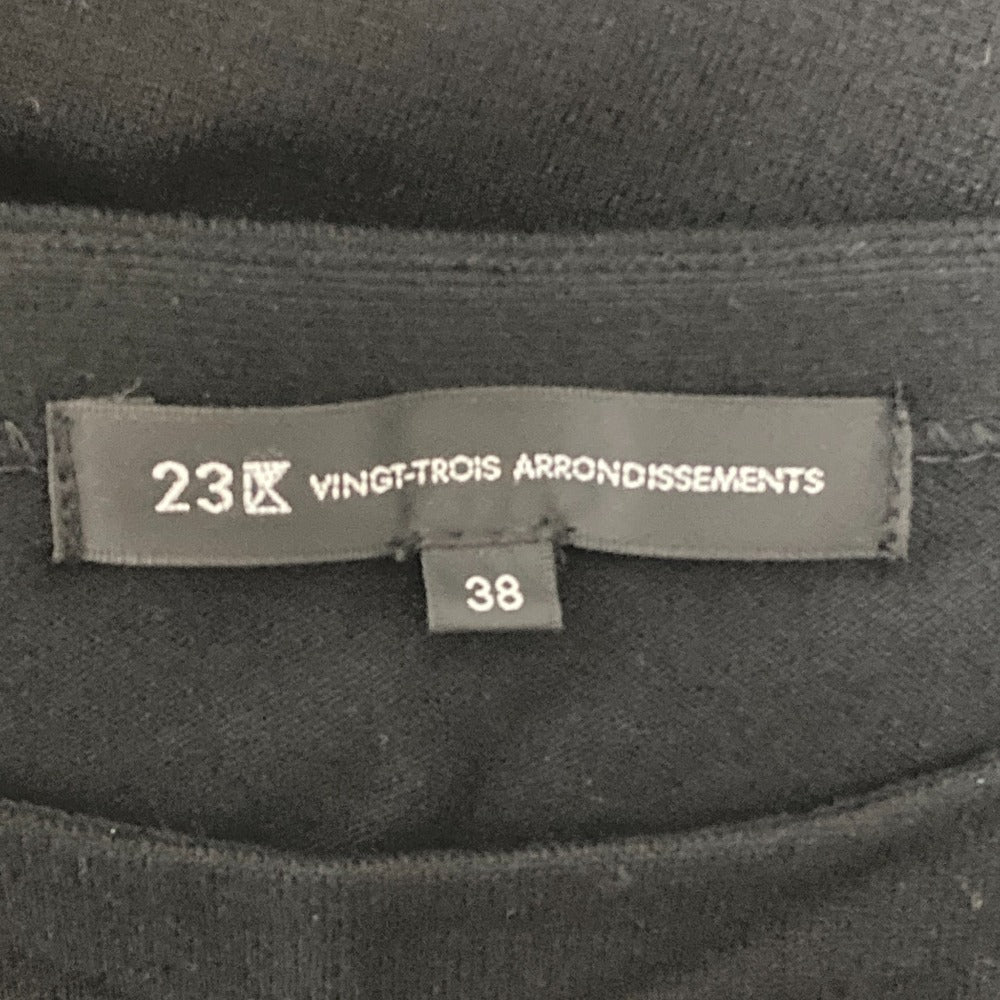 23区 VINGT-TROIS ARRONDISSEMENTS
38